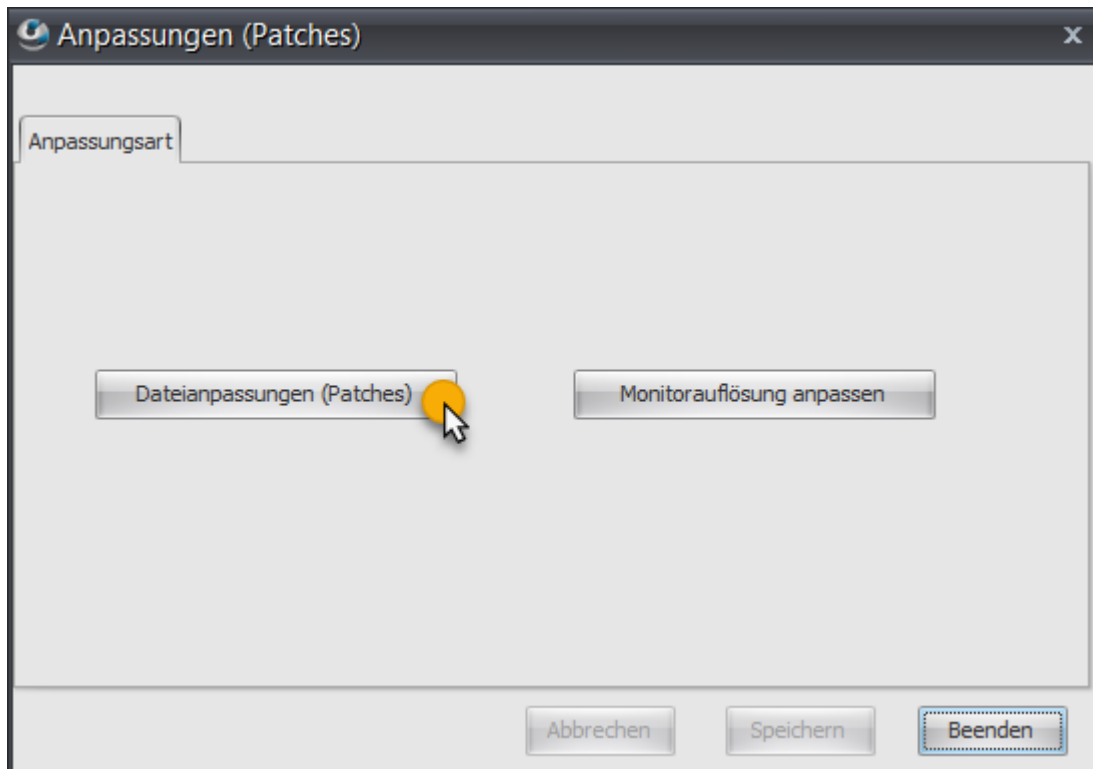 Anpassungen (Patches)
Anpassungsart
Dateianpassungen (Patches)
Monitorauflösung anpassen
Abbrechen
Speichern
Beenden